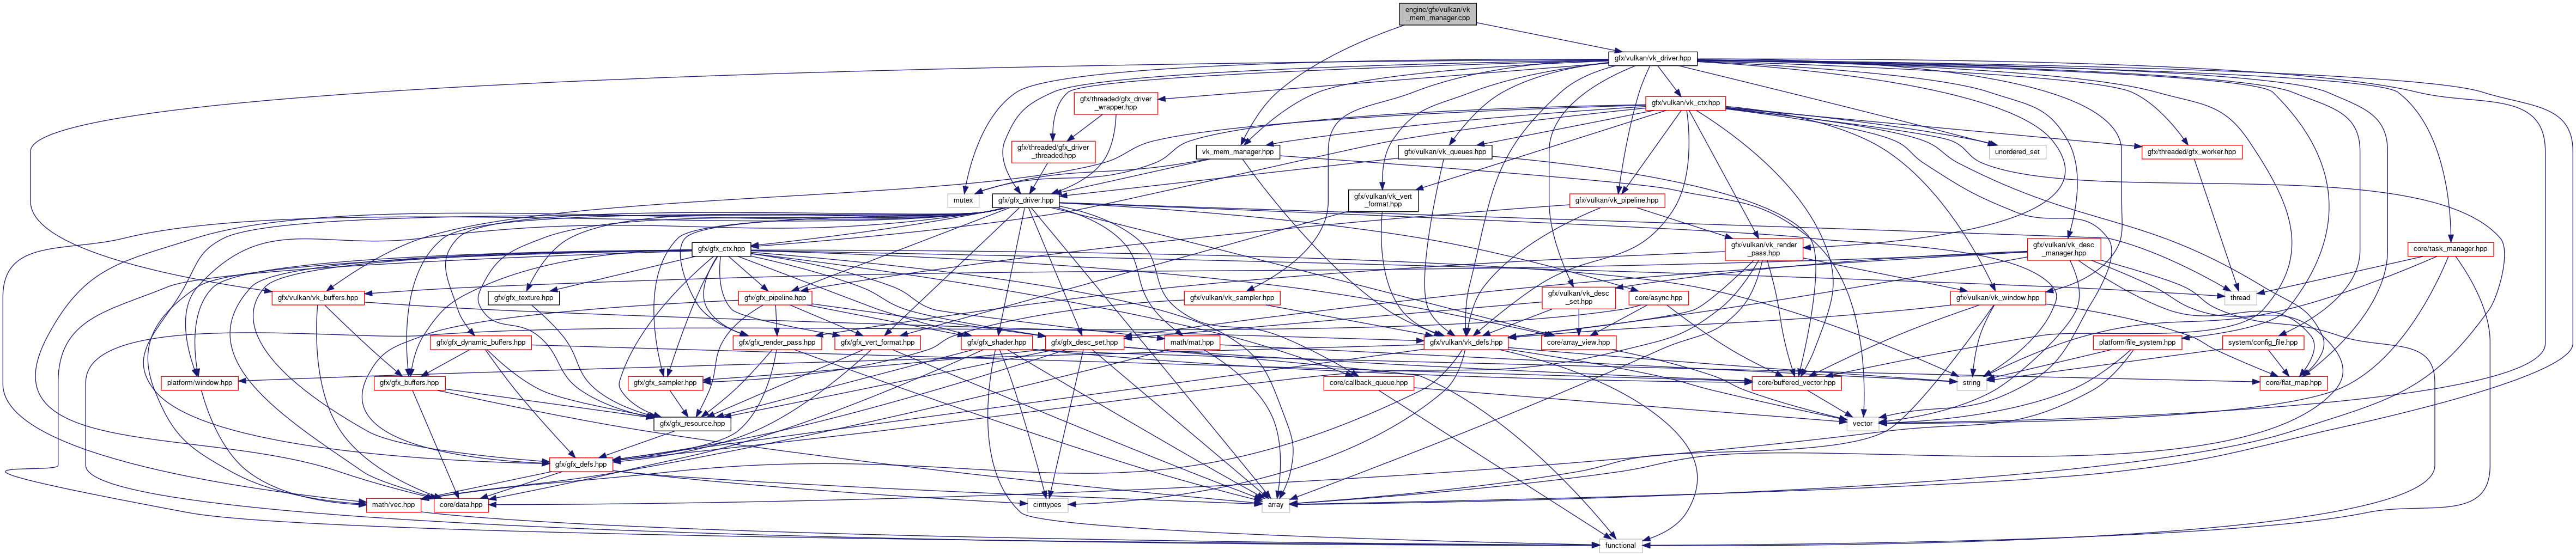 engine/gfx/vulkan/vk
_mem_manager.cpp
gfx/vulkan/vk_driver.hpp
gfx/threaded/gfx_driver
_wrapper.hpp
gfx/vulkan/vk_ctx.hpp
gfx/threaded/gfx_driver
_threaded.hpp
vk_mem_manager.hpp
gfx/vulkan/vk_queues.hpp
unordered_set
gfx/threaded/gfx_worker.hpp
mutex
gfx/gfx_driver.hpp
gfx/vulkan/vk_vert
_format.hpp
gfx/vulkan/vk_pipeline.hpp
gfx/gfx_ctx.hpp
gfx/vulkan/vk_render
_pass.hpp
gfx/vulkan/vk_desc
_manager.hpp
core/task_manager.hpp
gfx/vulkan/vk_buffers.hpp
gfx/gfx_texture.hpp
gfx/gfx_pipeline.hpp
gfx/vulkan/vk_sampler.hpp
gfx/vulkan/vk_desc
_set.hpp
core/async.hpp
gfx/vulkan/vk_window.hpp
thread
gfx/gfx_dynamic_buffers.hpp
gfx/gfx_render_pass.hpp
gfx/gfx_vert_format.hpp
gfx/gfx_shader.hpp
gfx/gfx_desc_set.hpp
math/mat.hpp
gfx/vulkan/vk_defs.hpp
core/array_view.hpp
platform/file_system.hpp
system/config_file.hpp
platform/window.hpp
gfx/gfx_buffers.hpp
gfx/gfx_sampler.hpp
core/callback_queue.hpp
core/buffered_vector.hpp
string
core/flat_map.hpp
gfx/gfx_resource.hpp
vector
gfx/gfx_defs.hpp
math/vec.hpp
core/data.hpp
cinttypes
array
functional